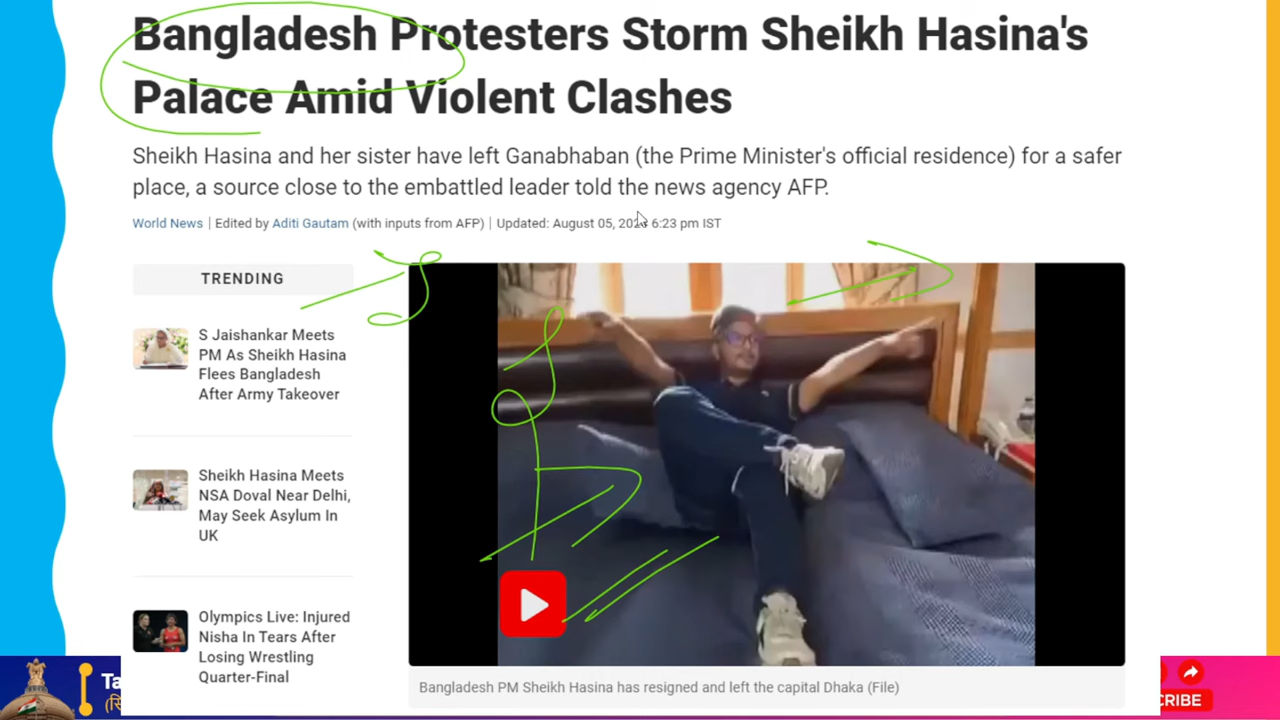 Bangladesh Protesters Storm Sheikh Hasina's
Palace Amid Violent Clashes
Sheikh Hasina and her sister have left Ganabhaban (the Prime Minister's official residence) for a safer
place, a source close to the embattled leader told the news agency AFP.
World News | Edited by Aditi Gautam (with inputs from AFP) | Updated: August 05, 2024 6:23 pm IST
TRENDING
S Jaishankar Meets
PM As Sheikh Hasina
Flees Bangladesh
After Army Takeover
Sheikh Hasina Meets
NSA Doval Near Delhi,
May Seek Asylum In
UK
Olympics Live: Injured
Nisha In Tears After
Losing Wrestling
Quarter-Final
Bangladesh PM Sheikh Hasina has resigned and left the capital Dhaka (File)